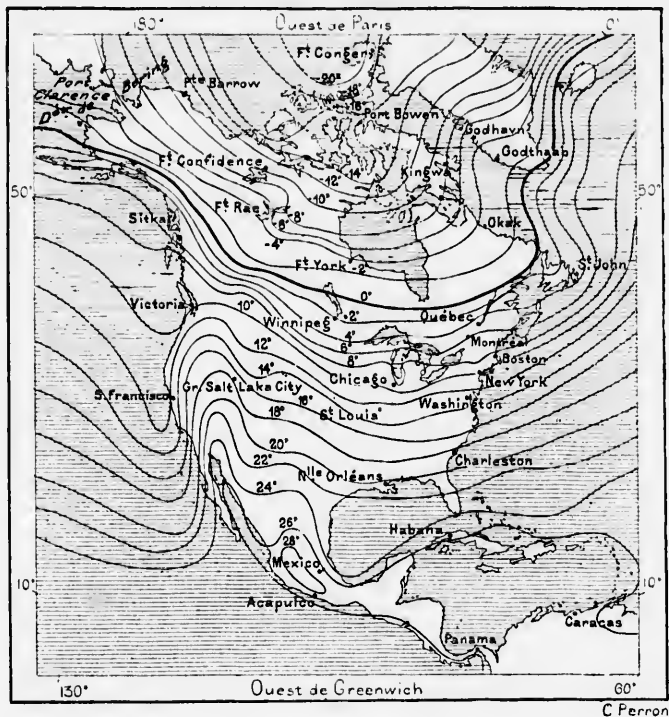 180°
Ouest de Paris
0°
Ft Conger
-20°
-18°
-16°
Port Clarence
Bering
Pte Barrow
Port Bowen
Godhavn
Godthaab
Ft Confidence
-14°
-12°
Kingwa
50°
-10°
50°
Ft Rae
-8°
-6°
Sitka
-4°
Okak
Ft York
-2°
St John
0°
Victoria
10°
Winnipeg
2°
Québec
4°
12°
6°
Montréal
8°
Boston
14°
Chicago
New York
S. Francisco
Gr. Salt Lake City
16°
Washington
18°
St Louis
20°
22°
Nlle Orléans
Charleston
24°
26°
Habana
28°
Mexico
10°
10°
Acapulco
Caracas
Panama
130°
Ouest de Greenwich
60°
C Perron